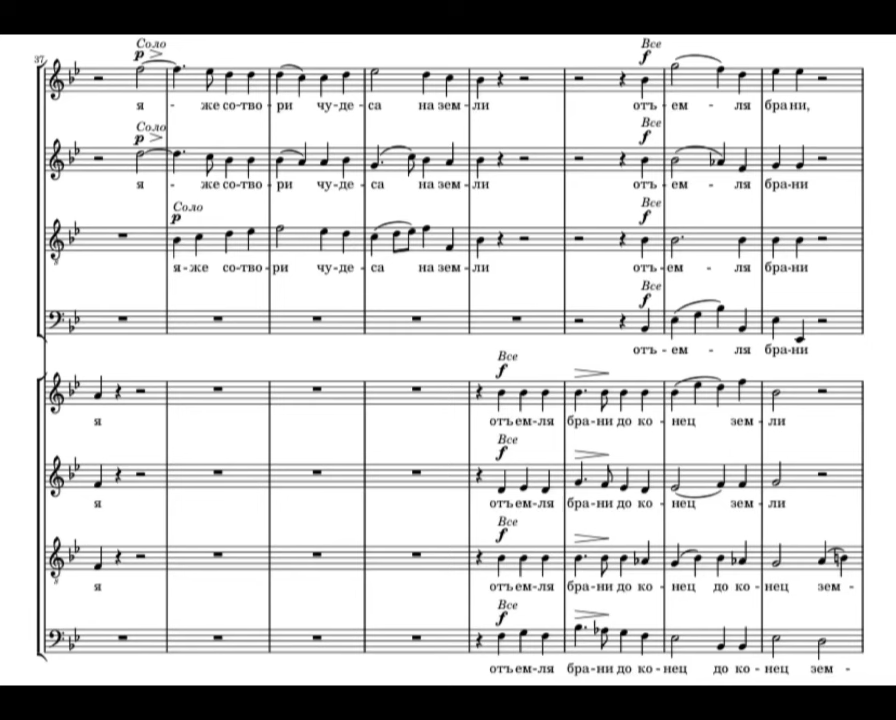 37
Соло
p
Все
f
я - же со-тво - ри чу-де - са на зем - ли отъ - ем - ля бра ни,
Соло
p
Все
f
я - же со-тво - ри чу-де - са на зем - ли отъ - ем - ля бра-ни
Соло
p
Все
f
я-же со-тво-ри чу-де - са на зем - ли отъ-ем - ля бра-ни
Все
f
отъ - ем - ля бра-ни
Все
f
я отъ ем-ля бра-ни до ко - нец зем - ли
Все
f
я отъ ем-ля бра-ни до ко - нец зем - ли
Все
f
я отъ ем-ля бра-ни до ко - нец до ко - нец зем -
Все
f
отъ ем-ля бра-ни до ко - нец до ко - нец зем -